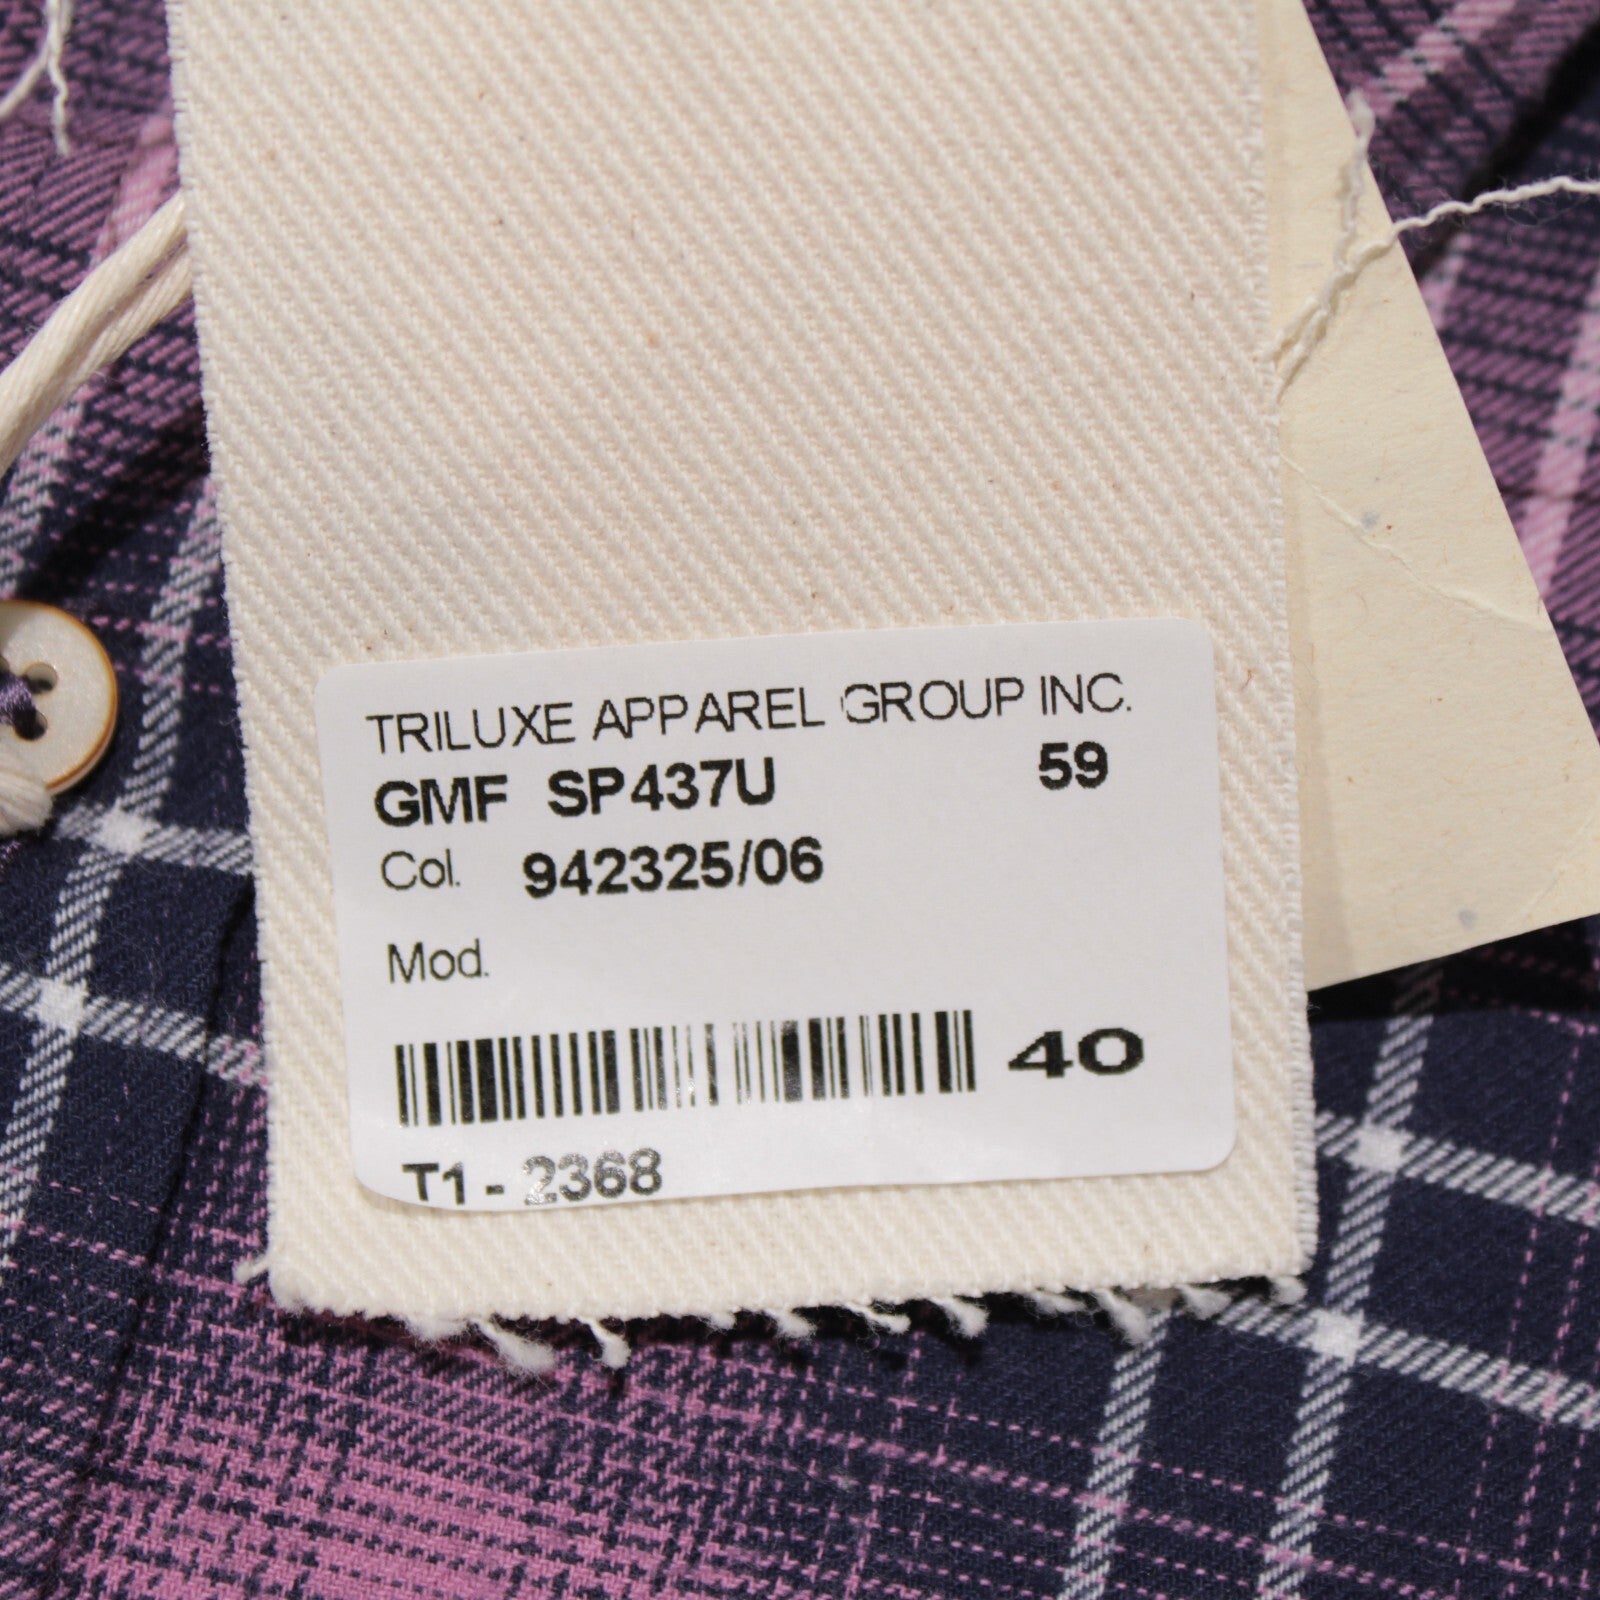 TRILUXE APPAREL GROUP INC.
GMF SP437U 59
Col. 942325/06
Mod.
40
T1 - 2368